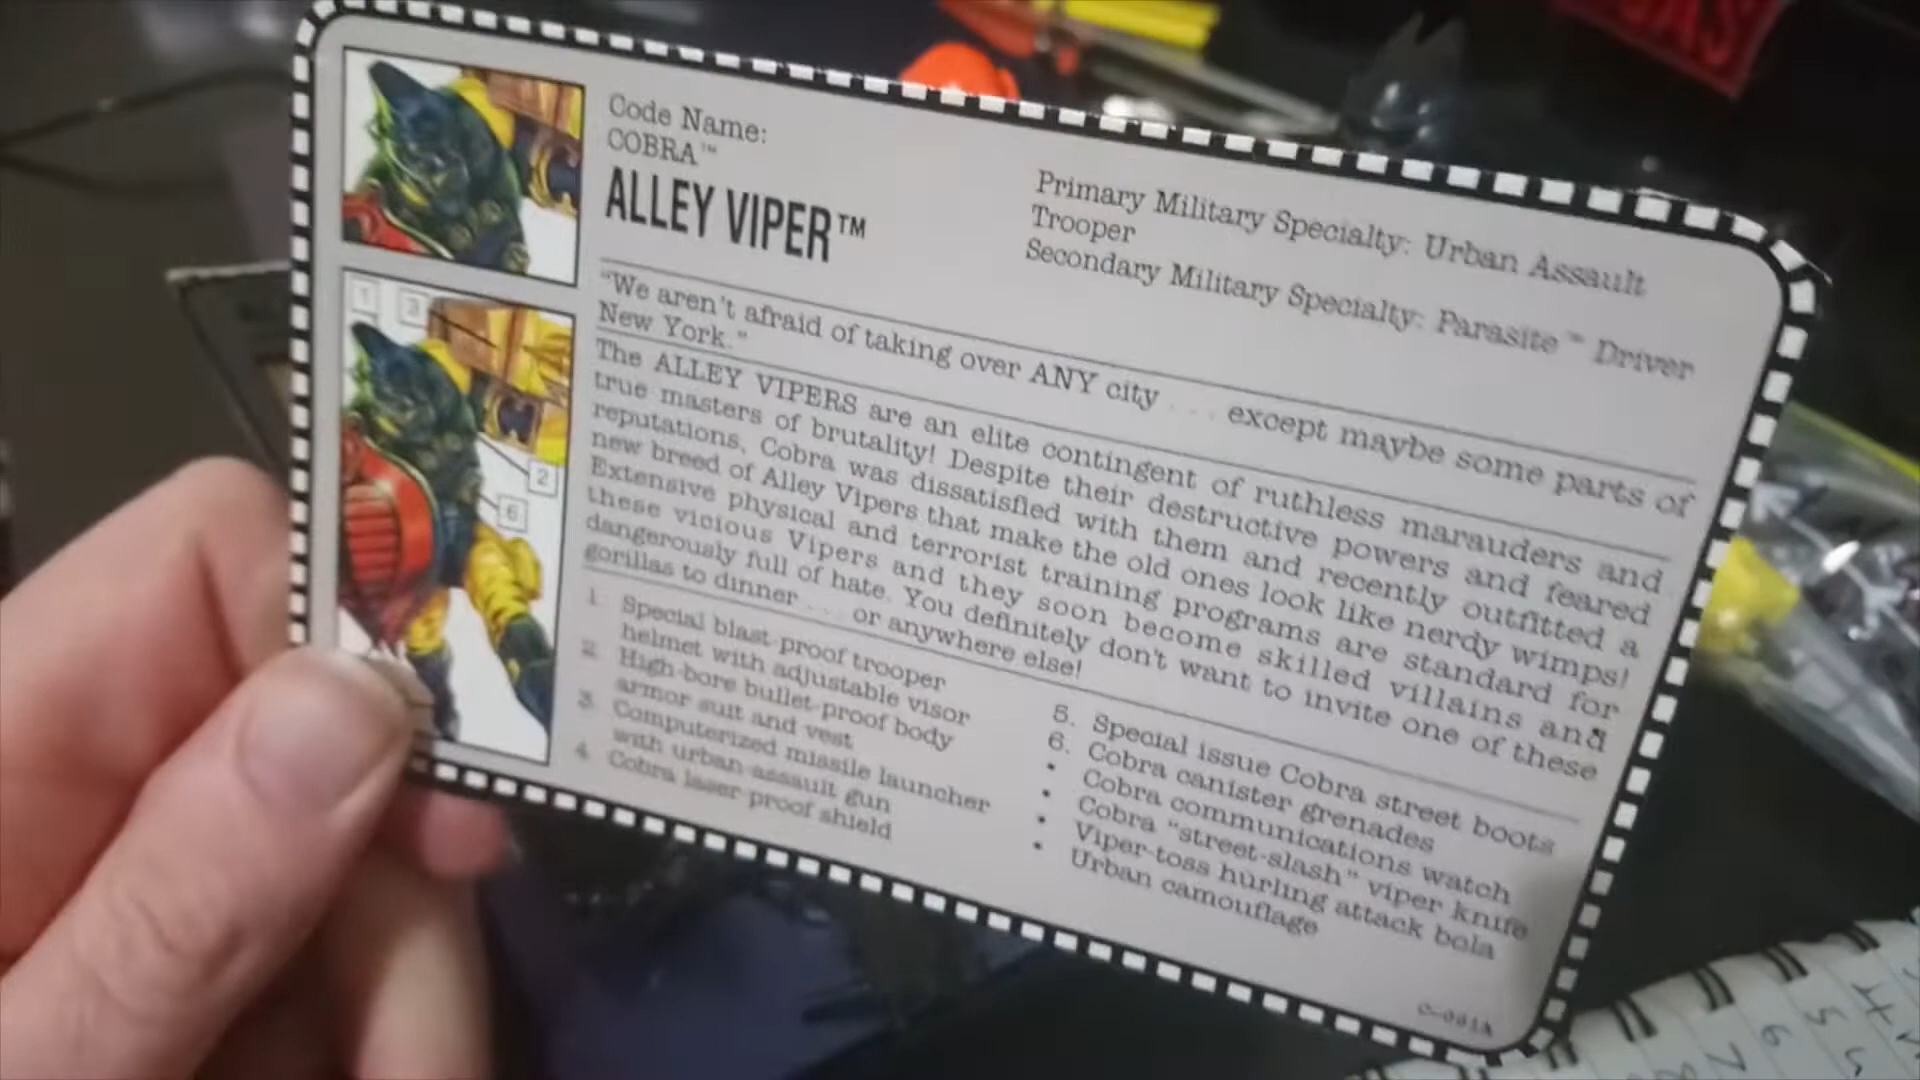 Code Name:
COBRA™
ALLEY VIPER™
Primary Military Specialty: Urban Assault
Trooper
Secondary Military Specialty: Parasite™ Driver
"We aren't afraid of taking over ANY city . . . except maybe some parts of
New York."
The ALLEY VIPERS are an elite contingent of ruthless marauders and
true masters of brutality! Despite their destructive powers and feared
reputations, Cobra was dissatisfied with them and recently outfitted a
new breed of Alley Vipers that make the old ones look like nerdy wimps!
Extensive physical and terrorist training programs are standard for
these vicious Vipers and they soon become skilled villains and
dangerously full of hate. You definitely don't want to invite one of these
gorillas to dinner . . . or anywhere else!
1
3
2
6
1. Special blast-proof trooper
helmet with adjustable visor
2. High-bore bullet-proof body
armor suit and vest
3. Computerized missile launcher
with urban-assault gun
4. Cobra laser-proof shield
5. Special issue Cobra street boots
6. Cobra canister grenades
• Cobra communications watch
• Cobra "street-slash" viper knife
• Viper-toss hurling attack bola
• Urban camouflage